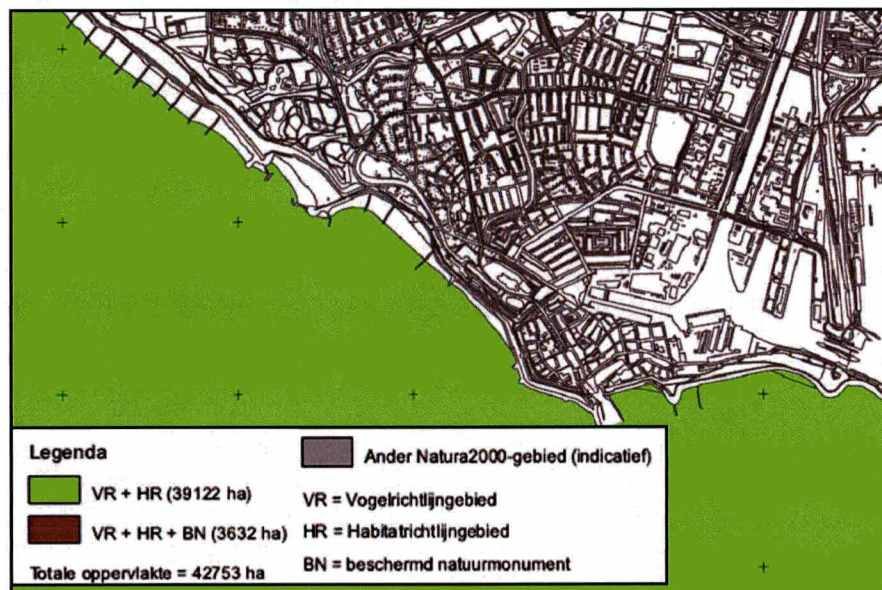 Legenda
VR + HR (39122 ha)
VR + HR + BN (3632 ha)
Totale oppervlakte = 42753 ha
Ander Natura2000-gebied (indicatief)
VR = Vogelrichtlijngebied
HR = Habitatrichtlijngebied
BN = beschermd natuurmonument